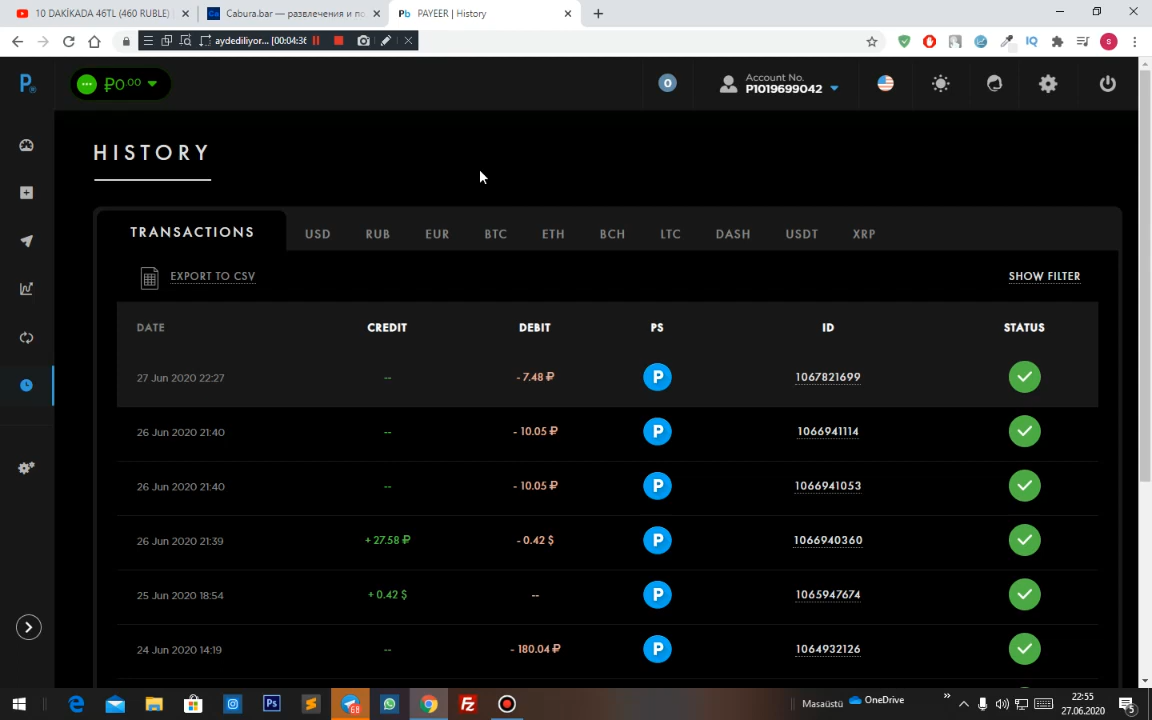 10 DAKİKADA 46TL (460 RUBLE)
Cabura.bar — развлечения и по
PAYEER | History
aydediliyor... [00:04:36]
₽0.00
0
Account No.
P1019699042
HISTORY
TRANSACTIONS USD RUB EUR BTC ETH BCH LTC DASH USDT XRP
EXPORT TO CSV SHOW FILTER
DATE CREDIT DEBIT PS ID STATUS
27 Jun 2020 22:27 -- - 7.48 ₽ P 1067821699
26 Jun 2020 21:40 -- - 10.05 ₽ P 1066941114
26 Jun 2020 21:40 -- - 10.05 ₽ P 1066941053
26 Jun 2020 21:39 + 27.58 ₽ - 0.42 $ P 1066940360
25 Jun 2020 18:54 + 0.42 $ -- P 1065947674
24 Jun 2020 14:19 -- - 180.04 ₽ P 1064932126
Masaüstü OneDrive
22:55
27.06.2020